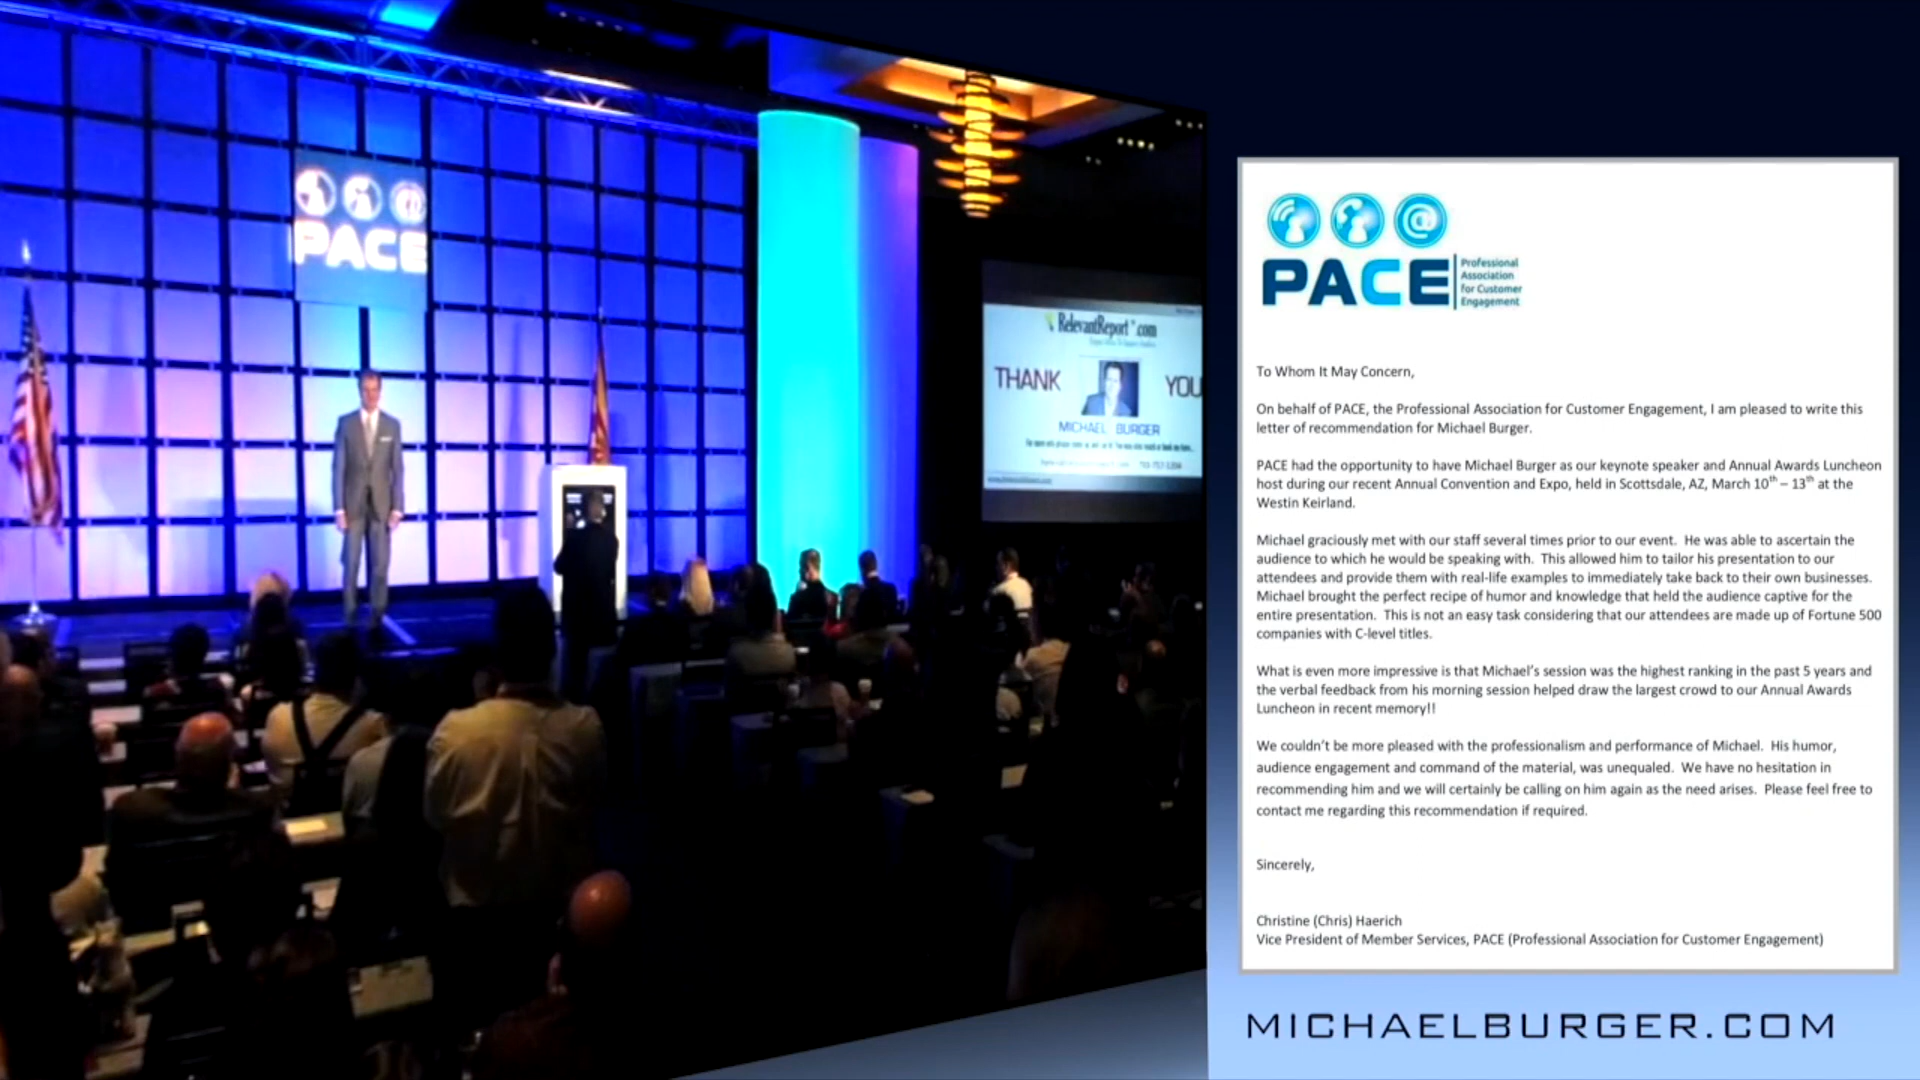 PACE
RelevantReport™.com
THANK
YOU
MICHAEL BURGER
PACE
Professional
Association
for Customer
Engagement
To Whom It May Concern,
On behalf of PACE, the Professional Association for Customer Engagement, I am pleased to write this
letter of recommendation for Michael Burger.
PACE had the opportunity to have Michael Burger as our keynote speaker and Annual Awards Luncheon
host during our recent Annual Convention and Expo, held in Scottsdale, AZ, March 10th – 13th at the
Westin Keirland.
Michael graciously met with our staff several times prior to our event. He was able to ascertain the
audience to which he would be speaking with. This allowed him to tailor his presentation to our
attendees and provide them with real-life examples to immediately take back to their own businesses.
Michael brought the perfect recipe of humor and knowledge that held the audience captive for the
entire presentation. This is not an easy task considering that our attendees are made up of Fortune 500
companies with C-level titles.
What is even more impressive is that Michael's session was the highest ranking in the past 5 years and
the verbal feedback from his morning session helped draw the largest crowd to our Annual Awards
Luncheon in recent memory!!
We couldn't be more pleased with the professionalism and performance of Michael. His humor,
audience engagement and command of the material, was unequaled. We have no hesitation in
recommending him and we will certainly be calling on him again as the need arises. Please feel free to
contact me regarding this recommendation if required.
Sincerely,
Christine (Chris) Haerich
Vice President of Member Services, PACE (Professional Association for Customer Engagement)
MICHAELBURGER.COM